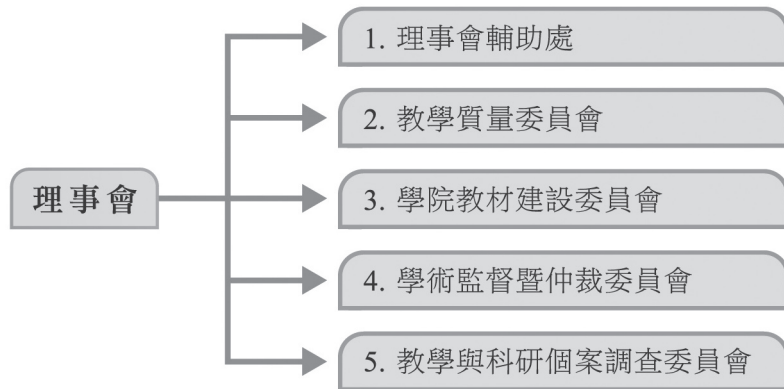 理事會
1. 理事會輔助處
2. 教學質量委員會
3. 學院教材建設委員會
4. 學術監督暨仲裁委員會
5. 教學與科研個案調查委員會